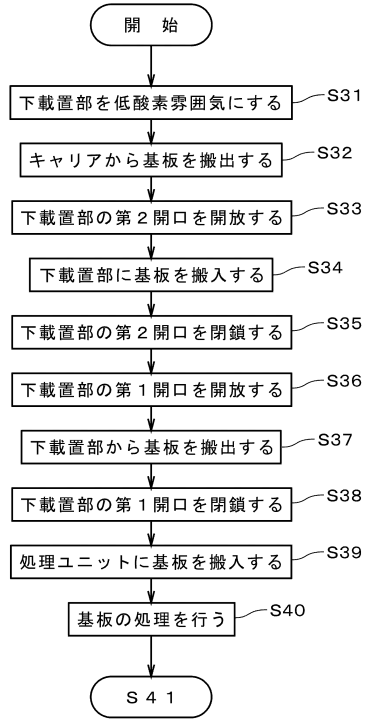 開 始
下載置部を低酸素雰囲気にする S31
キャリアから基板を搬出する S32
下載置部の第２開口を開放する S33
下載置部に基板を搬入する S34
下載置部の第２開口を閉鎖する S35
下載置部の第１開口を開放する S36
下載置部から基板を搬出する S37
下載置部の第１開口を閉鎖する S38
処理ユニットに基板を搬入する S39
基板の処理を行う S40
Ｓ４１